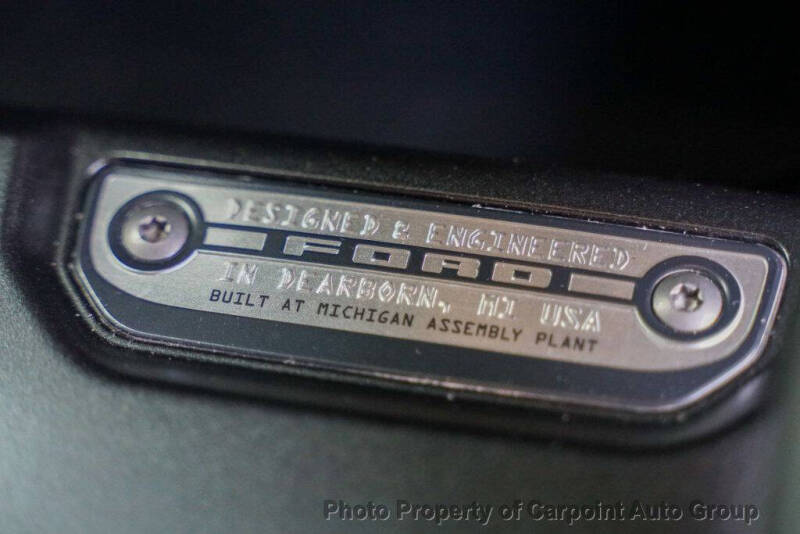 DESIGNED & ENGINEERED
FORD
IN DEARBORN, MI USA
BUILT AT MICHIGAN ASSEMBLY PLANT
Photo Property of Carpoint Auto Group